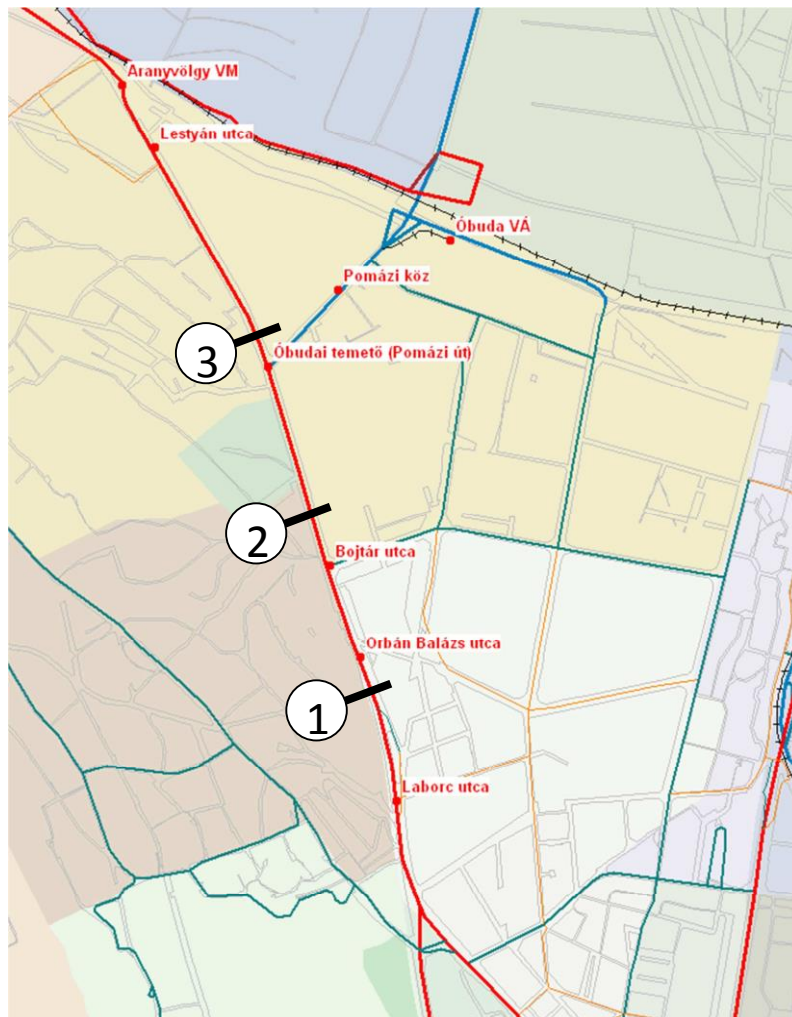 Aranyvölgy VM
Lestyán utca
Óbuda VÁ
Pomázi köz
3
Óbudai temető (Pomázi út)
2
Bojtár utca
Orbán Balázs utca
1
Laborc utca